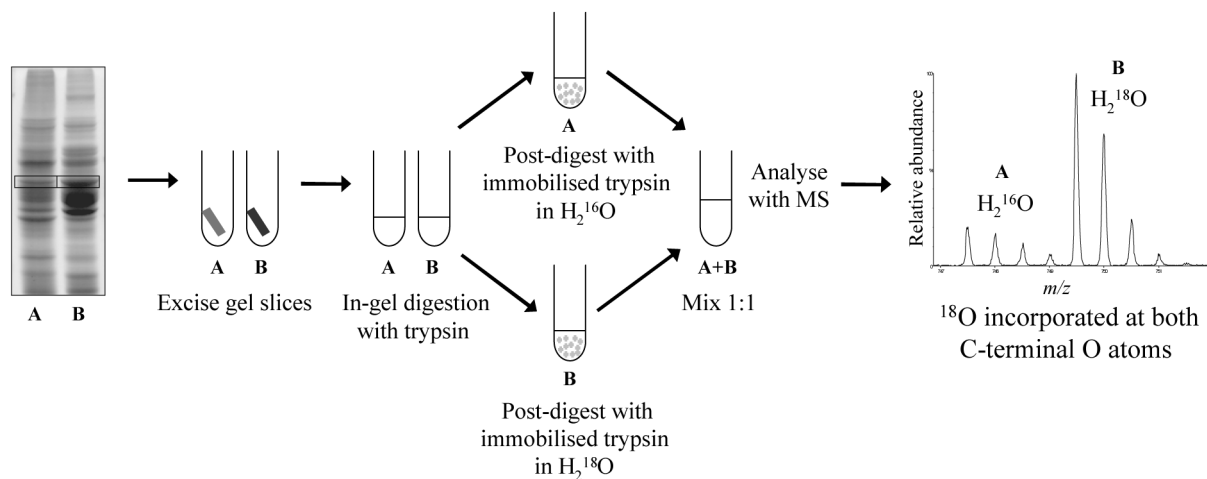 A B
A B
Excise gel slices
A B
In-gel digestion
with trypsin
A
Post-digest with
immobilised trypsin
in H₂¹⁶O
B
Post-digest with
immobilised trypsin
in H₂¹⁸O
A+B
Mix 1:1
Analyse
with MS
Relative abundance
A
H₂¹⁶O
B
H₂¹⁸O
m/z
¹⁸O incorporated at both
C-terminal O atoms